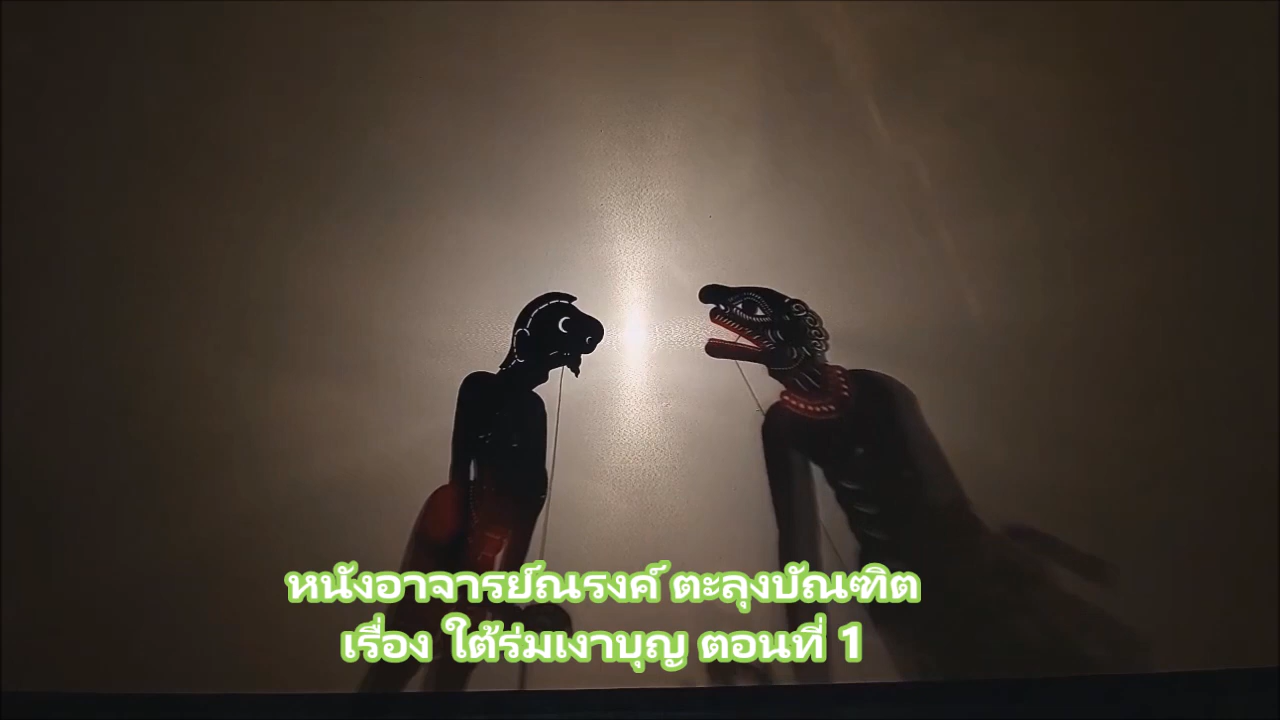 หนังอาจารย์ณรงค์ ตะลุงบัณฑิต
เรื่อง ใต้ร่มเงาบุญ ตอนที่ 1